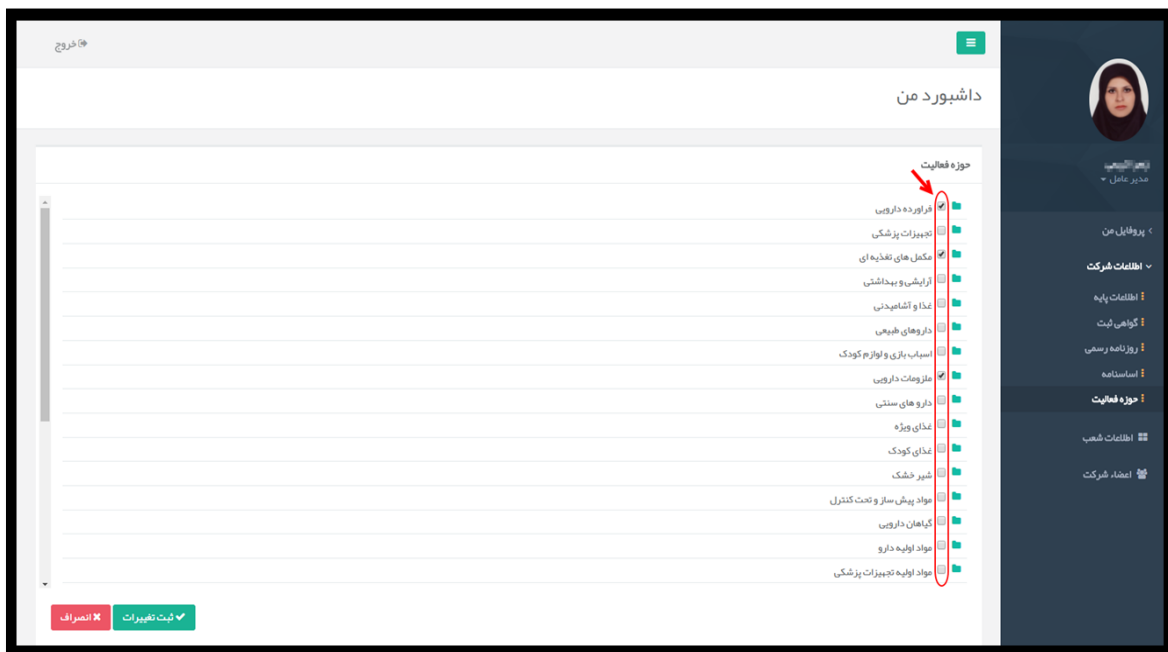 خروج
داشبورد من
حوزه فعالیت
فراورده دارویی
تجهیزات پزشکی
مکمل های تغذیه ای
آرایشی و بهداشتی
غذا و آشامیدنی
داروهای طبیعی
اسباب بازی و لوازم کودک
ملزومات دارویی
دارو های سنتی
غذای ویژه
غذای کودک
شیر خشک
مواد پیش ساز و تحت کنترل
گیاهان دارویی
مواد اولیه دارو
مواد اولیه تجهیزات پزشکی
ثبت تغییرات
انصراف
مدیر عامل
پروفایل من
اطلاعات شرکت
اطلاعات پایه
گواهی ثبت
روزنامه رسمی
اساسنامه
حوزه فعالیت
اطلاعات شعب
اعضاء شرکت